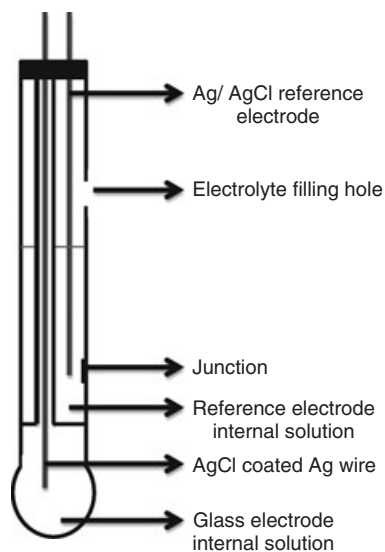 Ag/ AgCl reference
electrode
Electrolyte filling hole
Junction
Reference electrode
internal solution
AgCl coated Ag wire
Glass electrode
internal solution